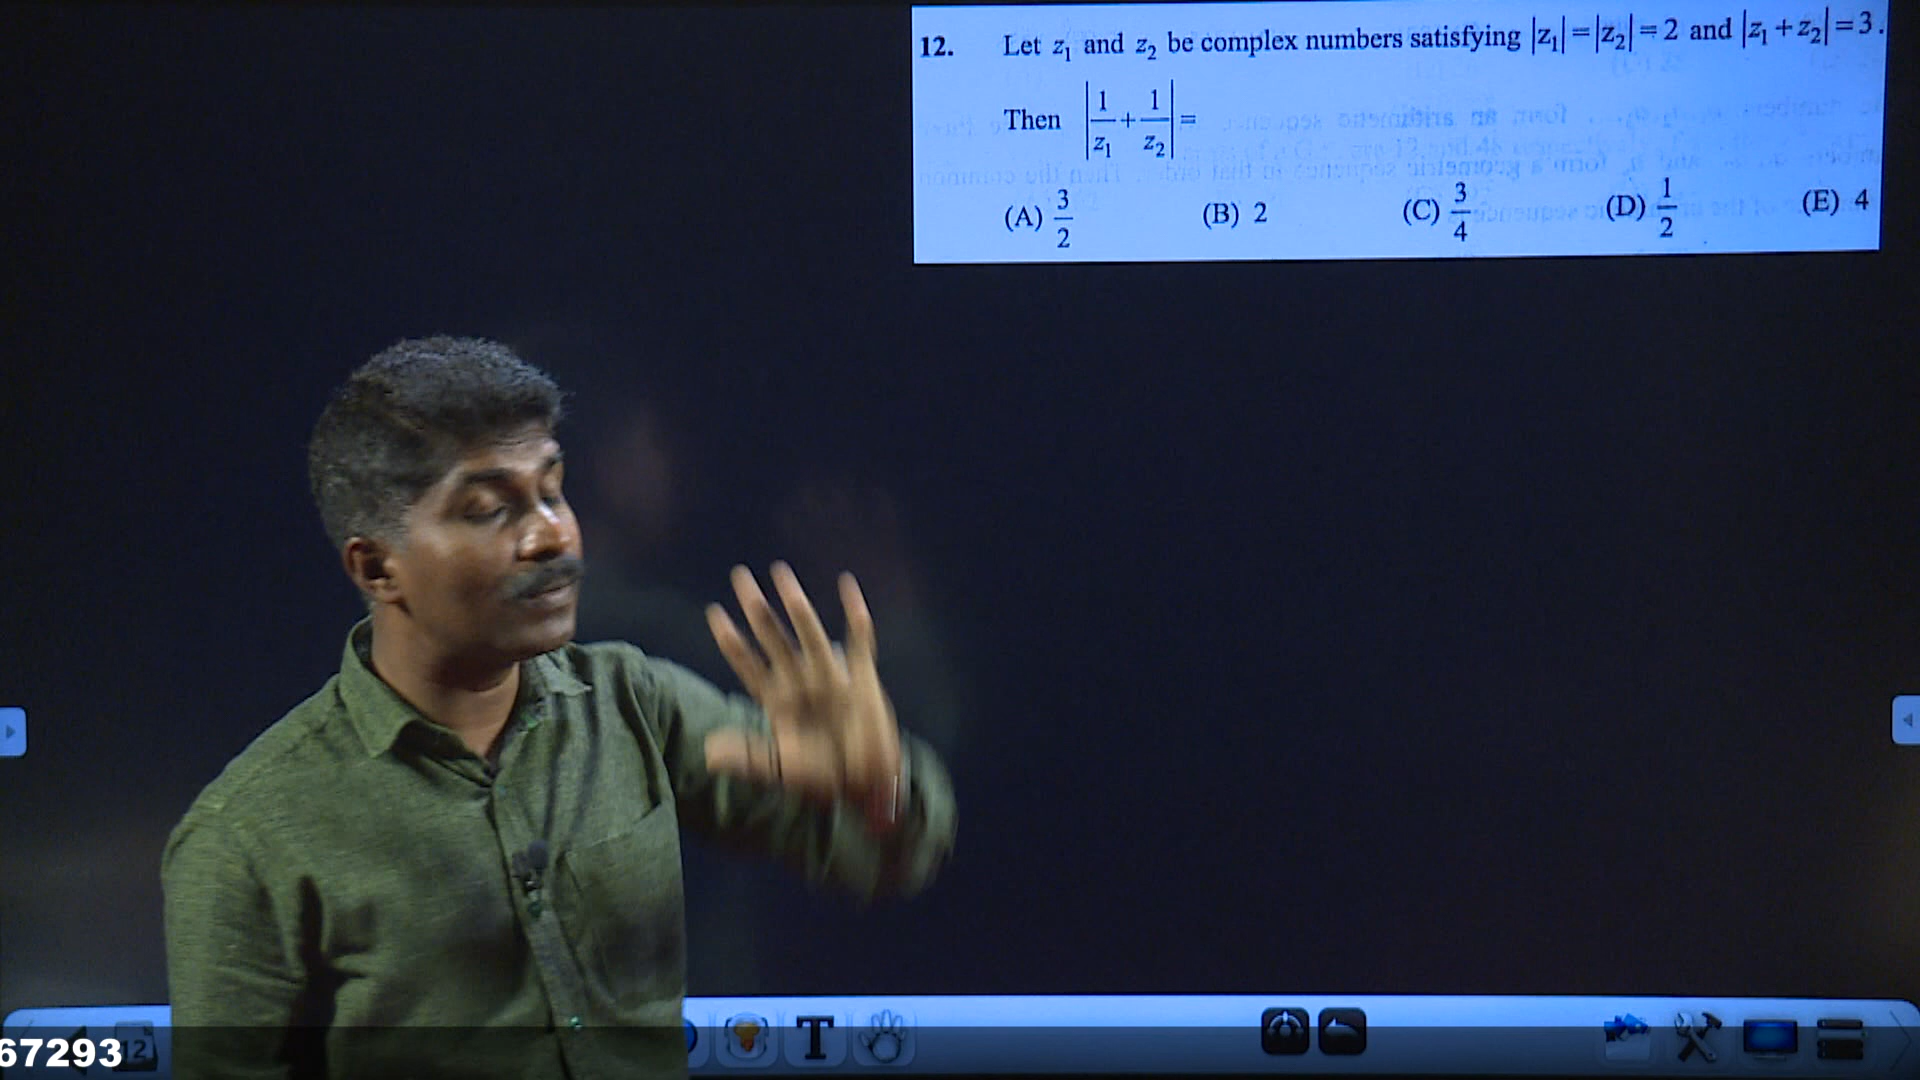 12. Let z₁ and z₂ be complex numbers satisfying |z₁|=|z₂|=2 and |z₁+z₂|=3.
Then |1/z₁+1/z₂|=
(A) 3/2 (B) 2 (C) 3/4 (D) 1/2 (E) 4
T
67293
12